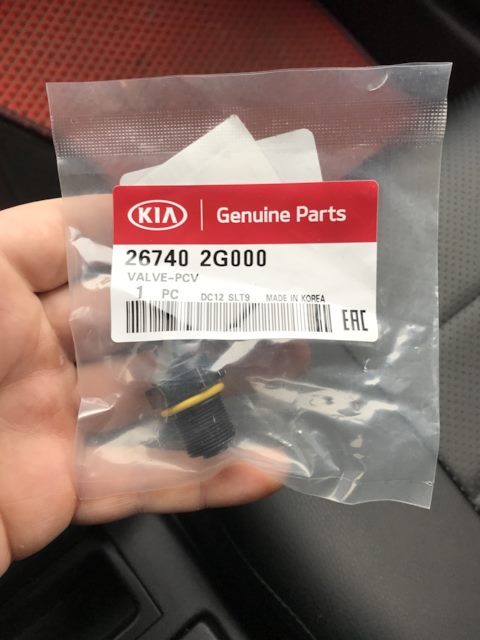 KIA Genuine Parts
26740 2G000
VALVE-PCV
1 PC DC12 SLT9 MADE IN KOREA
EAC